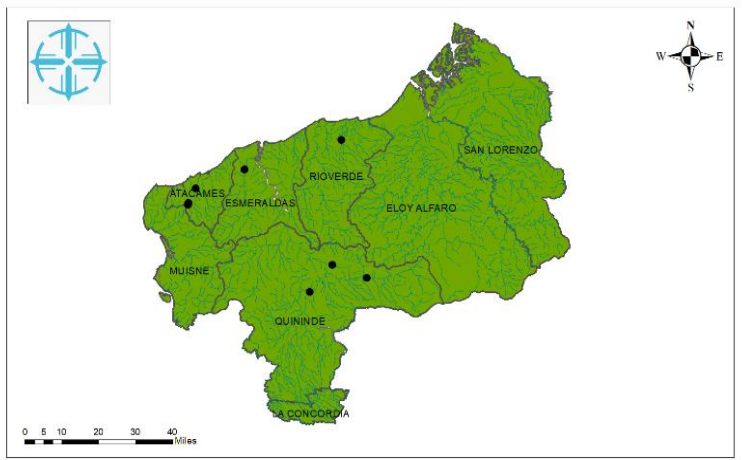 N
W E
S
SAN LORENZO
RIOVERDE
ATACAMES
ESMERALDAS
ELOY ALFARO
MUISNE
QUININDE
LA CONCORDIA
0 5 10 20 30 40
Miles